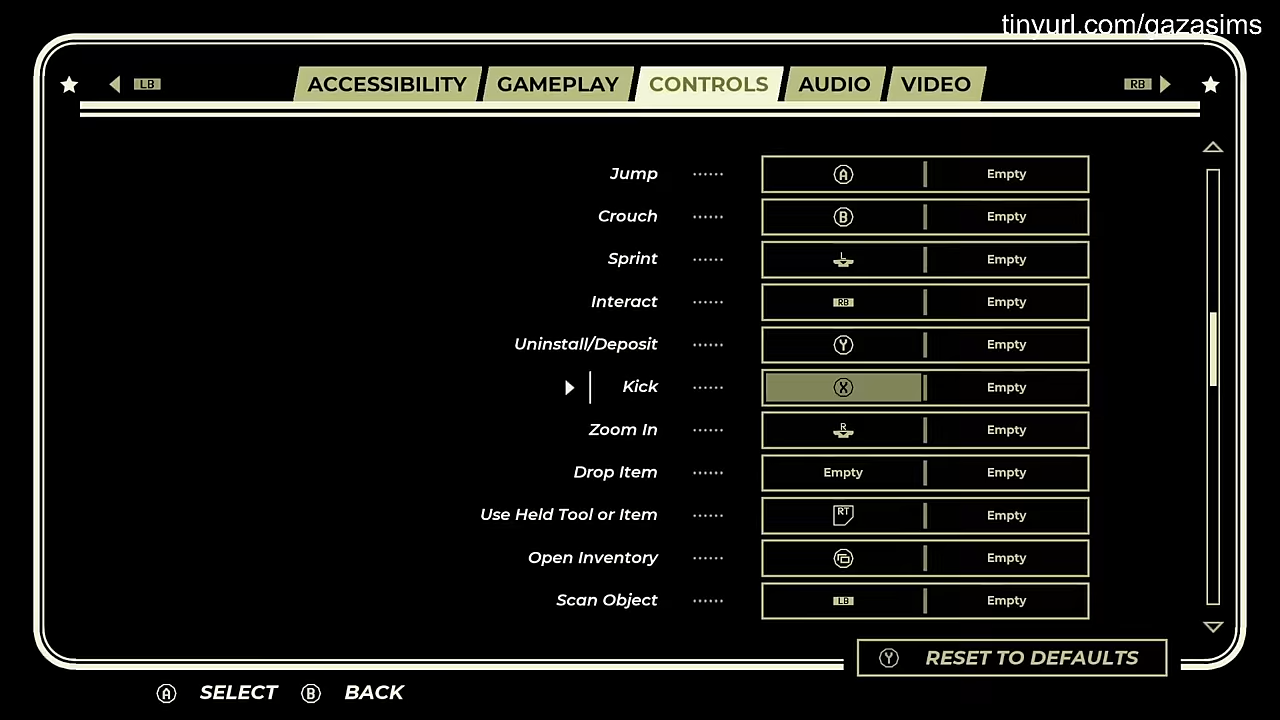 tinyurl.com/gazasims
LB ACCESSIBILITY GAMEPLAY CONTROLS AUDIO VIDEO RB
Jump ...... A Empty
Crouch ...... B Empty
Sprint ...... L Empty
Interact ...... RB Empty
Uninstall/Deposit ...... Y Empty
Kick ...... X Empty
Zoom In ...... R Empty
Drop Item ...... Empty Empty
Use Held Tool or Item ...... RT Empty
Open Inventory ...... Empty
Scan Object ...... LB Empty
Y RESET TO DEFAULTS
A SELECT B BACK